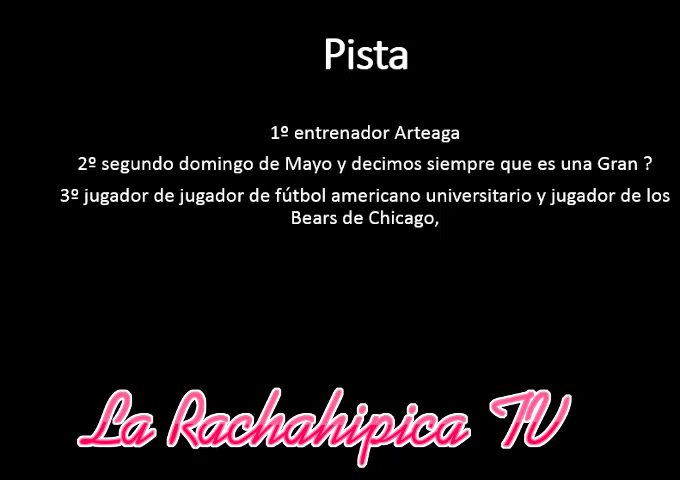 Pista
1º entrenador Arteaga
2º segundo domingo de Mayo y decimos siempre que es una Gran ?
3º jugador de jugador de fútbol americano universitario y jugador de los
Bears de Chicago,
La Rachahipica TV